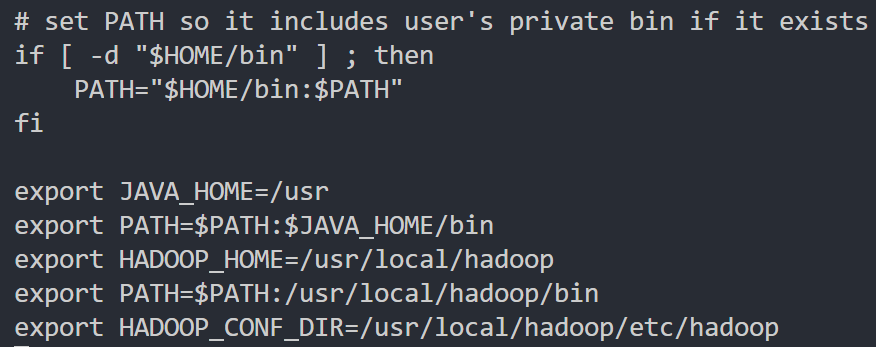 # set PATH so it includes user's private bin if it exists
if [ -d "$HOME/bin" ] ; then
    PATH="$HOME/bin:$PATH"
fi

export JAVA_HOME=/usr
export PATH=$PATH:$JAVA_HOME/bin
export HADOOP_HOME=/usr/local/hadoop
export PATH=$PATH:/usr/local/hadoop/bin
export HADOOP_CONF_DIR=/usr/local/hadoop/etc/hadoop